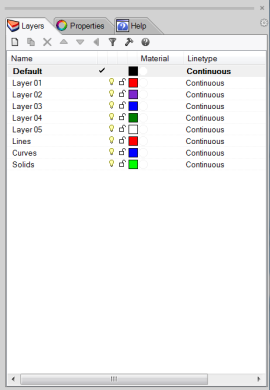 Layers Properties Help
Name Material Linetype
Default Continuous
Layer 01 Continuous
Layer 02 Continuous
Layer 03 Continuous
Layer 04 Continuous
Layer 05 Continuous
Lines Continuous
Curves Continuous
Solids Continuous